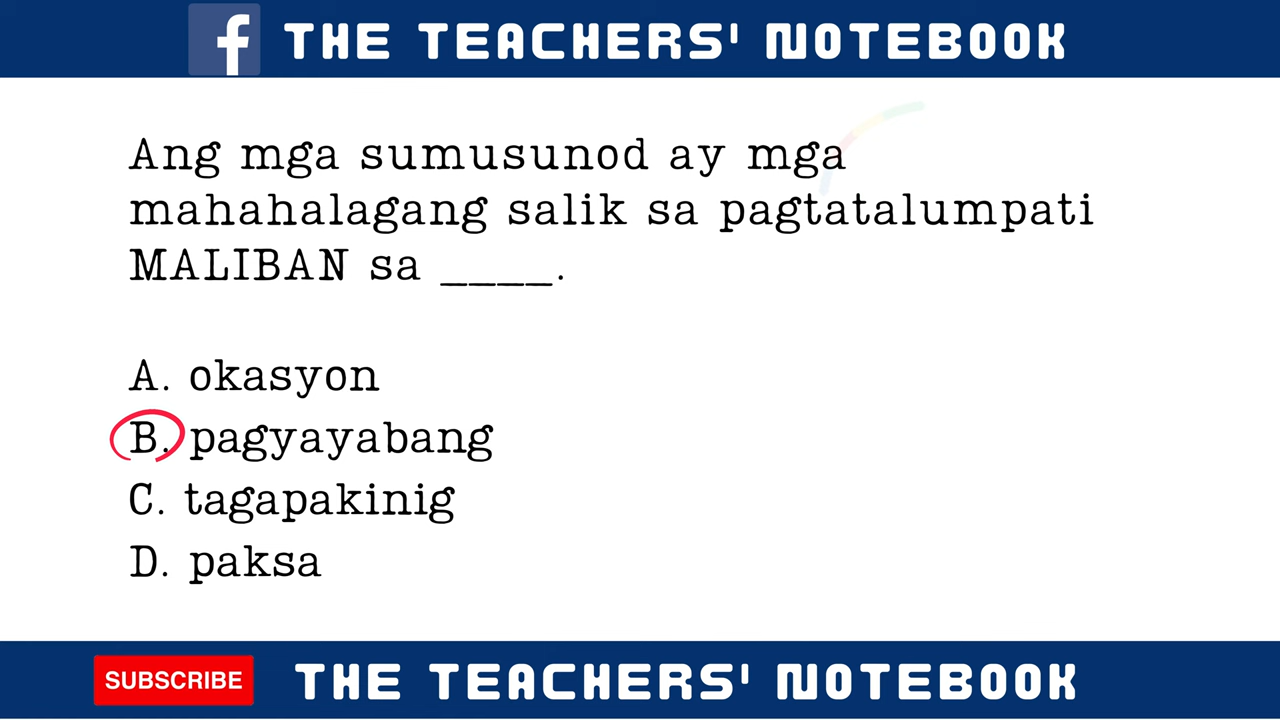 f THE TEACHERS' NOTEBOOK
Ang mga sumusunod ay mga
mahahalagang salik sa pagtatalumpati
MALIBAN sa ____.
A. okasyon
B. pagyayabang
C. tagapakinig
D. paksa
SUBSCRIBE THE TEACHERS' NOTEBOOK